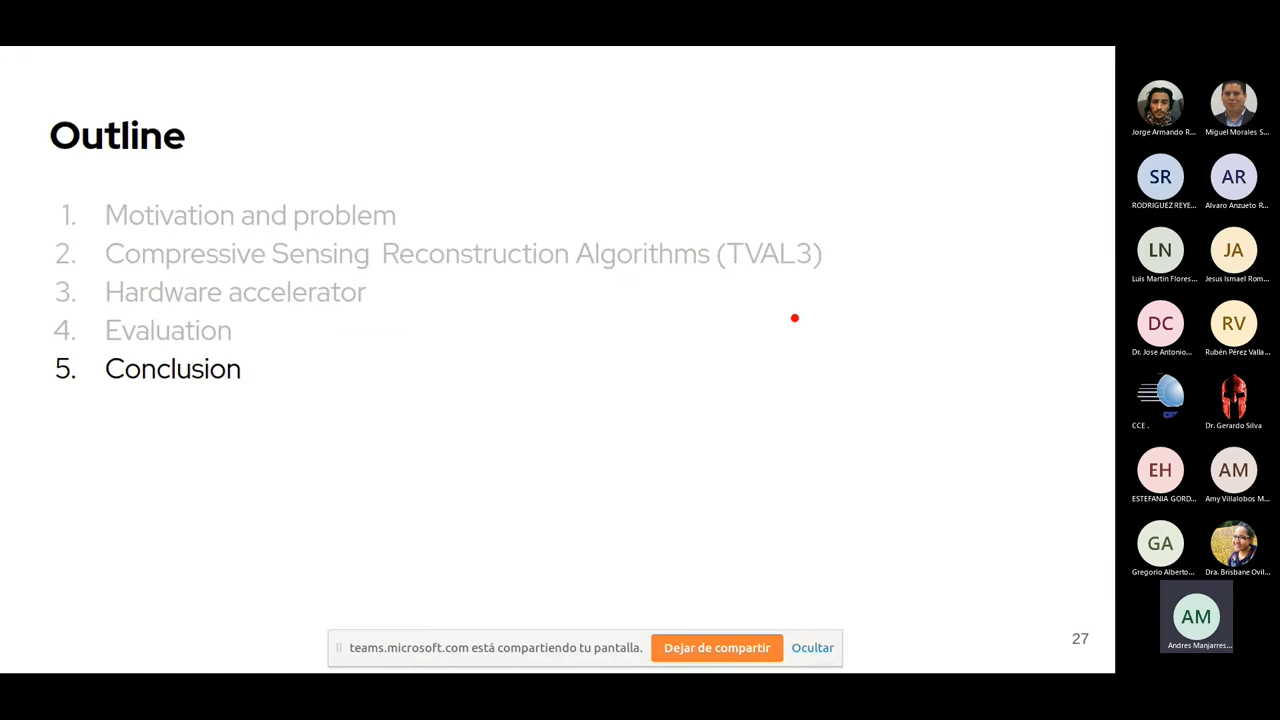 Outline
1. Motivation and problem
2. Compressive Sensing Reconstruction Algorithms (TVAL3)
3. Hardware accelerator
4. Evaluation
5. Conclusion
27
teams.microsoft.com está compartiendo tu pantalla.
Dejar de compartir
Ocultar
Jorge Armando R...
Miguel Morales S...
SR
RODRIGUEZ REYE...
AR
Alvaro Anzueto R...
LN
Luis Martin Flores...
JA
Jesus Ismael Rom...
DC
Dr. Jose Antonio...
RV
Rubén Pérez Valla...
CCE .
Dr. Gerardo Silva
EH
ESTEFANIA GORD...
AM
Amy Villalobos M...
GA
Gregorio Alberto...
Dra. Brisbane Ovil...
AM
Andres Manjarres...